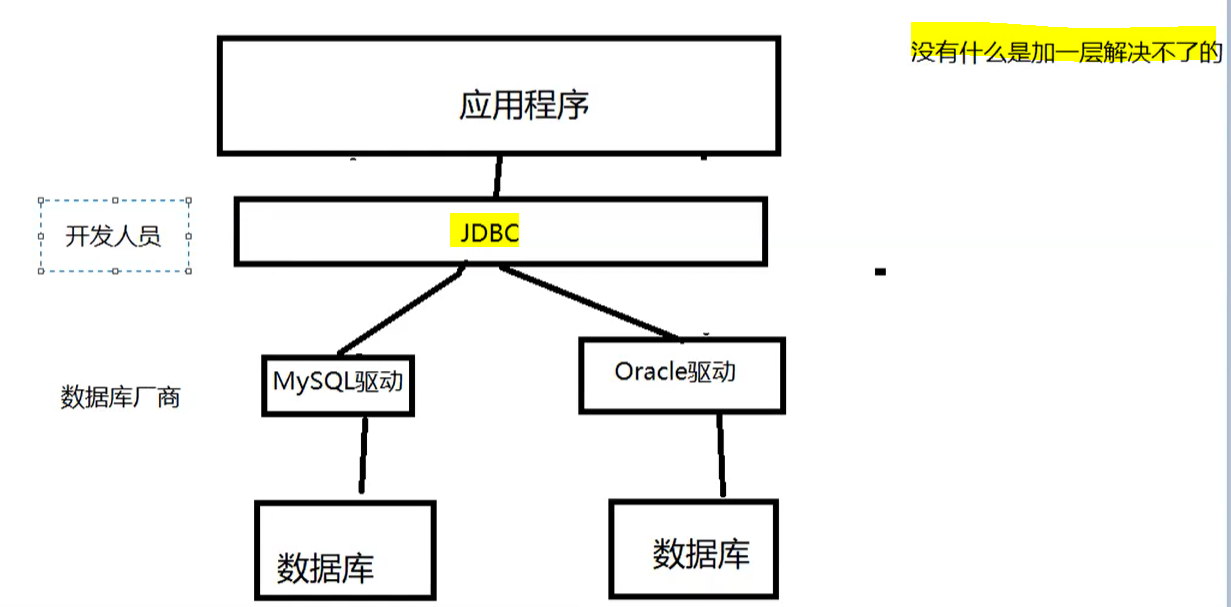 没有什么是加一层解决不了的
应用程序
开发人员
JDBC
MySQL驱动
Oracle驱动
数据库厂商
数据库
数据库